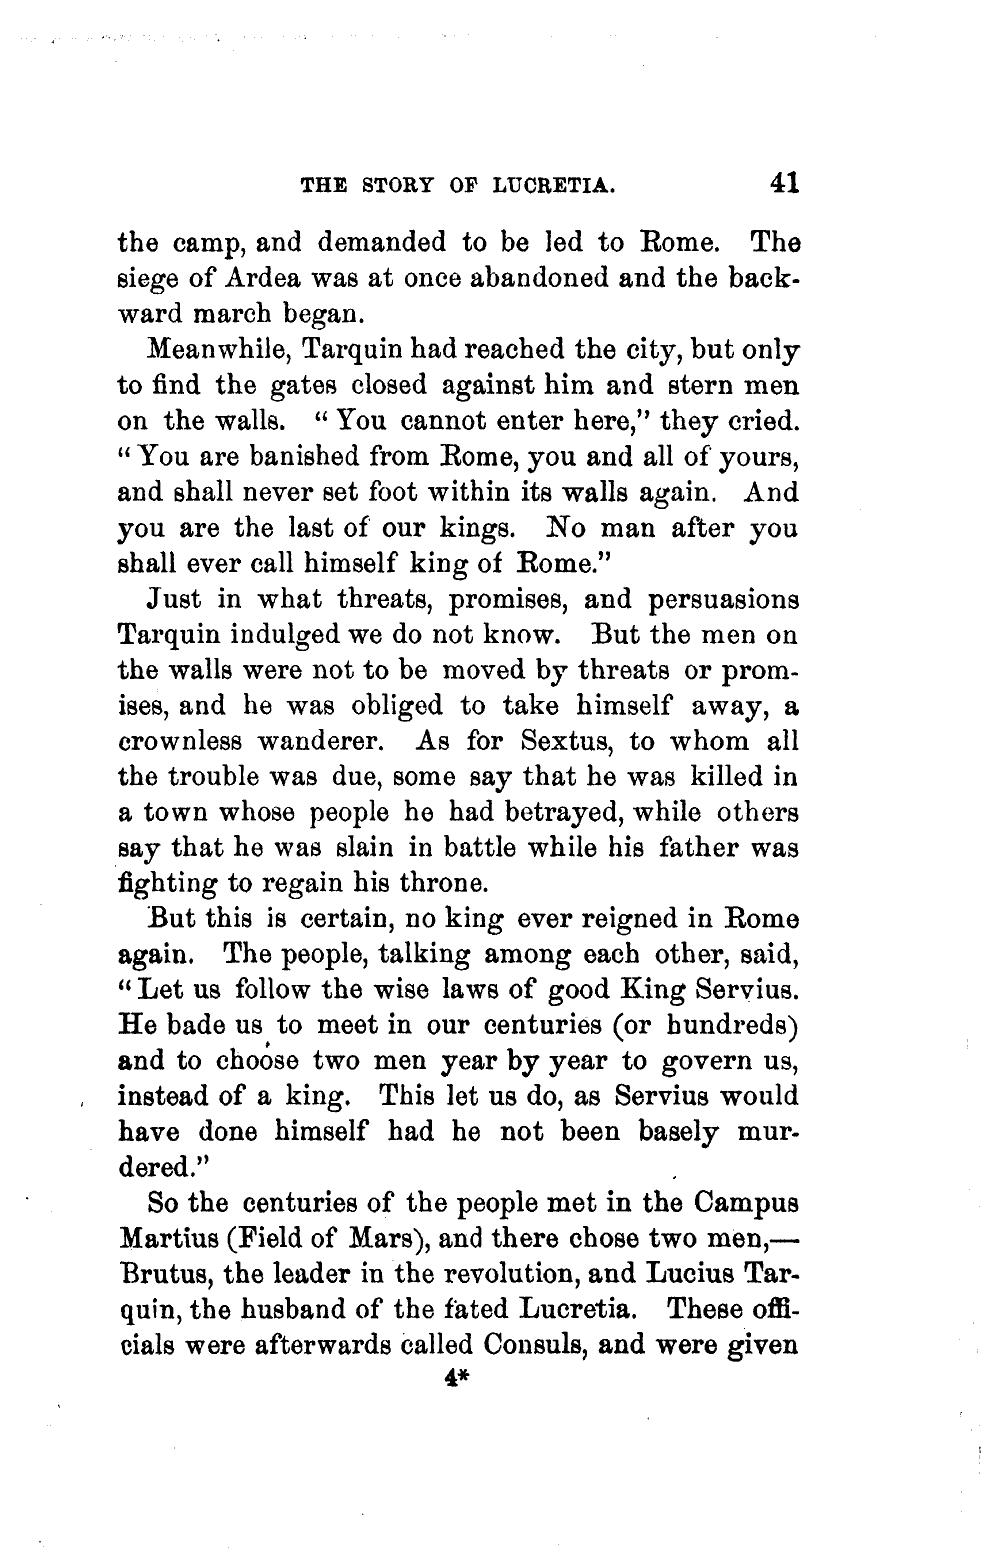 THE STORY OF LUCRETIA. 41
the camp, and demanded to be led to Rome. The
siege of Ardea was at once abandoned and the back-
ward march began.
Meanwhile, Tarquin had reached the city, but only
to find the gates closed against him and stern men
on the walls. “You cannot enter here,” they cried.
“You are banished from Rome, you and all of yours,
and shall never set foot within its walls again. And
you are the last of our kings. No man after you
shall ever call himself king of Rome.”
Just in what threats, promises, and persuasions
Tarquin indulged we do not know. But the men on
the walls were not to be moved by threats or prom-
ises, and he was obliged to take himself away, a
crownless wanderer. As for Sextus, to whom all
the trouble was due, some say that he was killed in
a town whose people he had betrayed, while others
say that he was slain in battle while his father was
fighting to regain his throne.
But this is certain, no king ever reigned in Rome
again. The people, talking among each other, said,
“Let us follow the wise laws of good King Servius.
He bade us to meet in our centuries (or hundreds)
and to choose two men year by year to govern us,
instead of a king. This let us do, as Servius would
have done himself had he not been basely mur-
dered.”
So the centuries of the people met in the Campus
Martius (Field of Mars), and there chose two men,—
Brutus, the leader in the revolution, and Lucius Tar-
quin, the husband of the fated Lucretia. These offi-
cials were afterwards called Consuls, and were given
4*